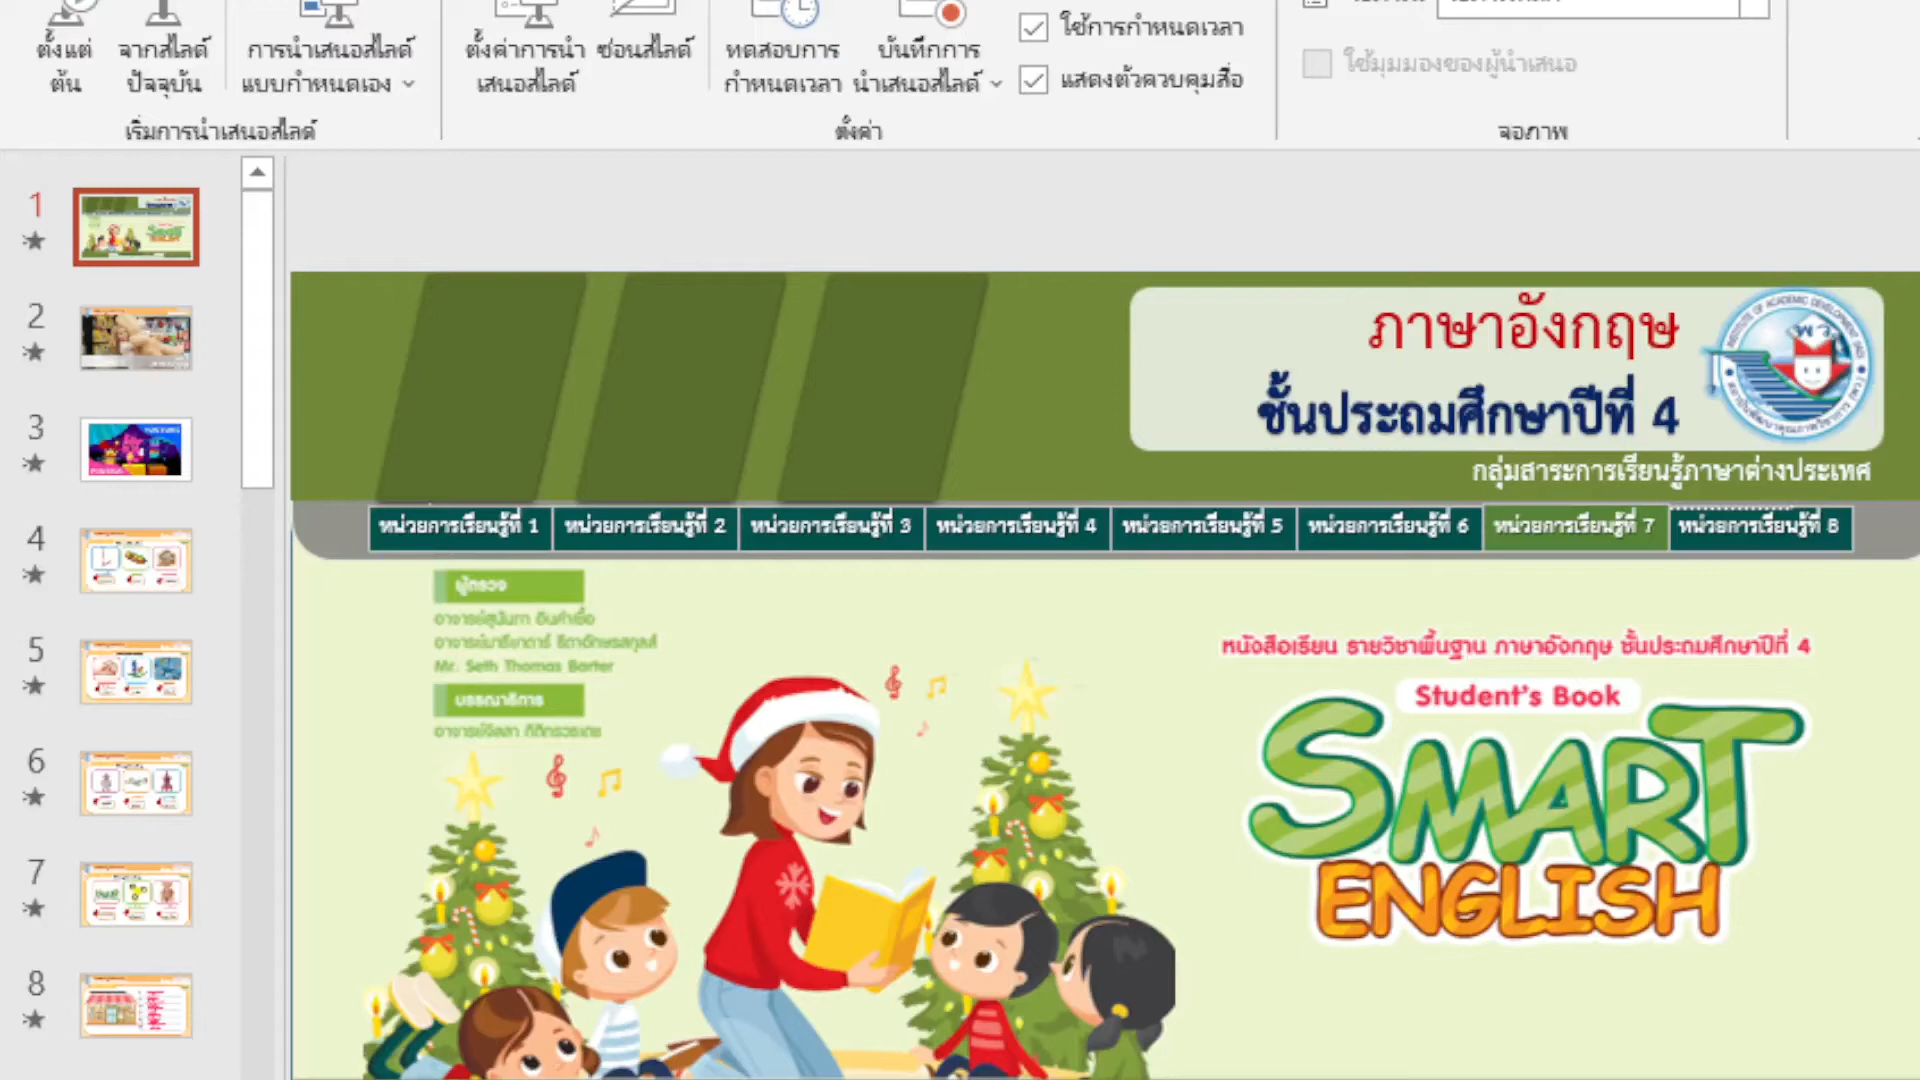 ตั้งแต่ต้น
จากสไลด์ปัจจุบัน
การนำเสนอสไลด์แบบกำหนดเอง
ตั้งค่าการนำเสนอสไลด์
ซ่อนสไลด์
ทดสอบการกำหนดเวลา
บันทึกการนำเสนอสไลด์
ใช้การกำหนดเวลา
แสดงตัวควบคุมสื่อ
ใช้มุมมองของผู้นำเสนอ
เริ่มการนำเสนอสไลด์
ตั้งค่า
จอภาพ
1
2
3
4
5
6
7
8
ภาษาอังกฤษ
ชั้นประถมศึกษาปีที่ 4
กลุ่มสาระการเรียนรู้ภาษาต่างประเทศ
หน่วยการเรียนรู้ที่ 1
หน่วยการเรียนรู้ที่ 2
หน่วยการเรียนรู้ที่ 3
หน่วยการเรียนรู้ที่ 4
หน่วยการเรียนรู้ที่ 5
หน่วยการเรียนรู้ที่ 6
หน่วยการเรียนรู้ที่ 7
หน่วยการเรียนรู้ที่ 8
ผู้ตรวจ
Mr. Seth Thomas Barter
บรรณาธิการ
หนังสือเรียน รายวิชาพื้นฐาน ภาษาอังกฤษ ชั้นประถมศึกษาปีที่ 4
Student's Book
SMART
ENGLISH